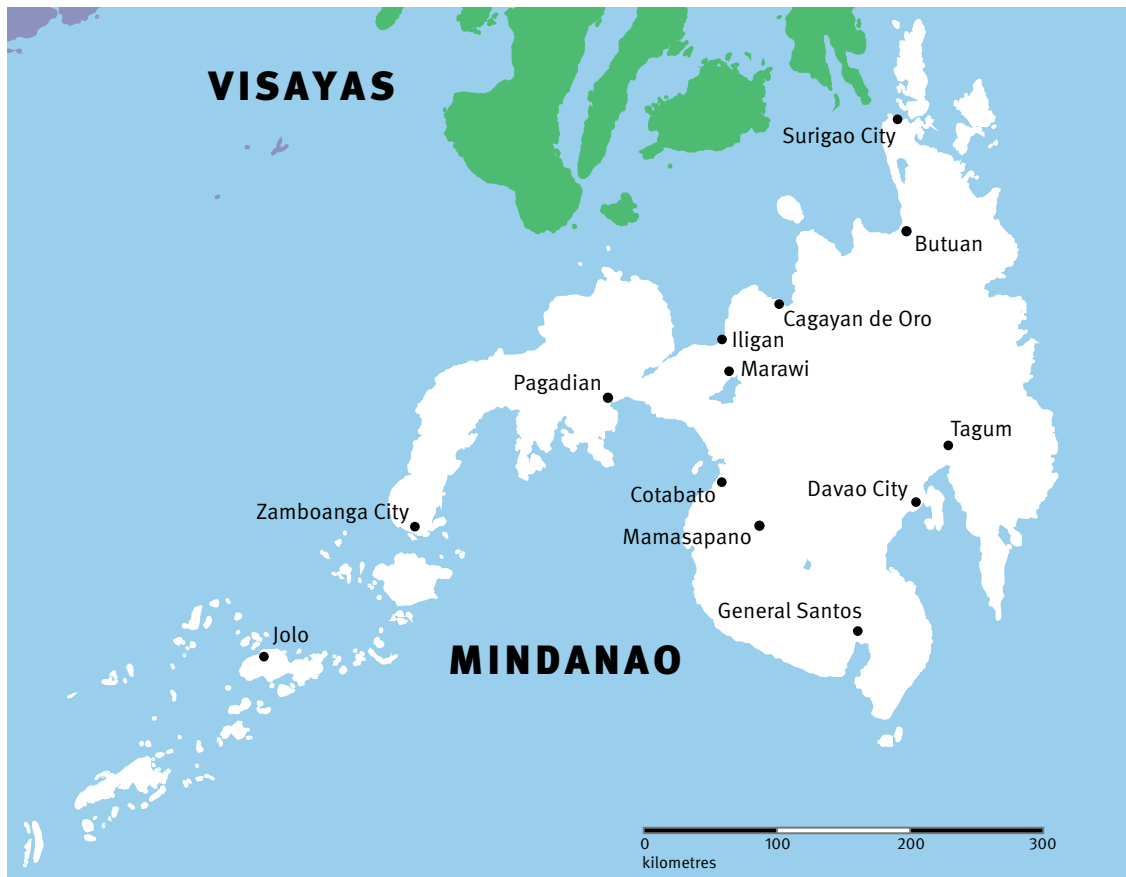 VISAYAS
Surigao City
Butuan
Cagayan de Oro
Iligan
Marawi
Pagadian
Tagum
Davao City
Cotabato
Zamboanga City
Mamasapano
General Santos
Jolo
MINDANAO
0 100 200 300
kilometres